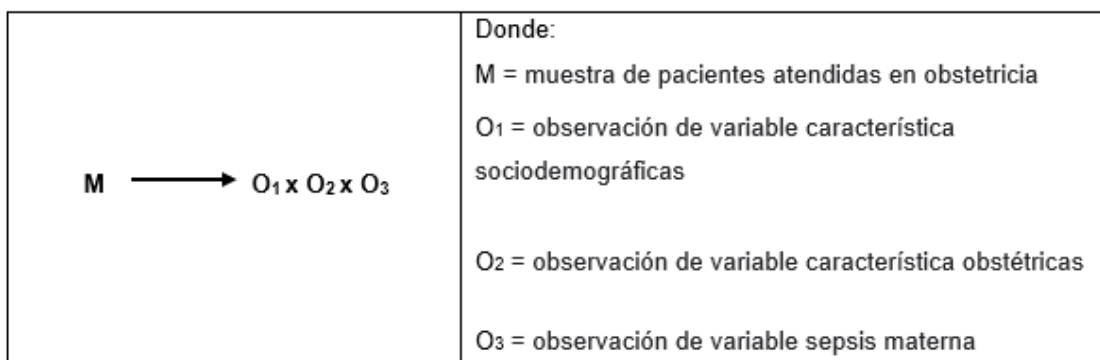 M → O₁ x O₂ x O₃
Donde:
M = muestra de pacientes atendidas en obstetricia
O₁ = observación de variable característica
sociodemográficas
O₂ = observación de variable característica obstétricas
O₃ = observación de variable sepsis materna